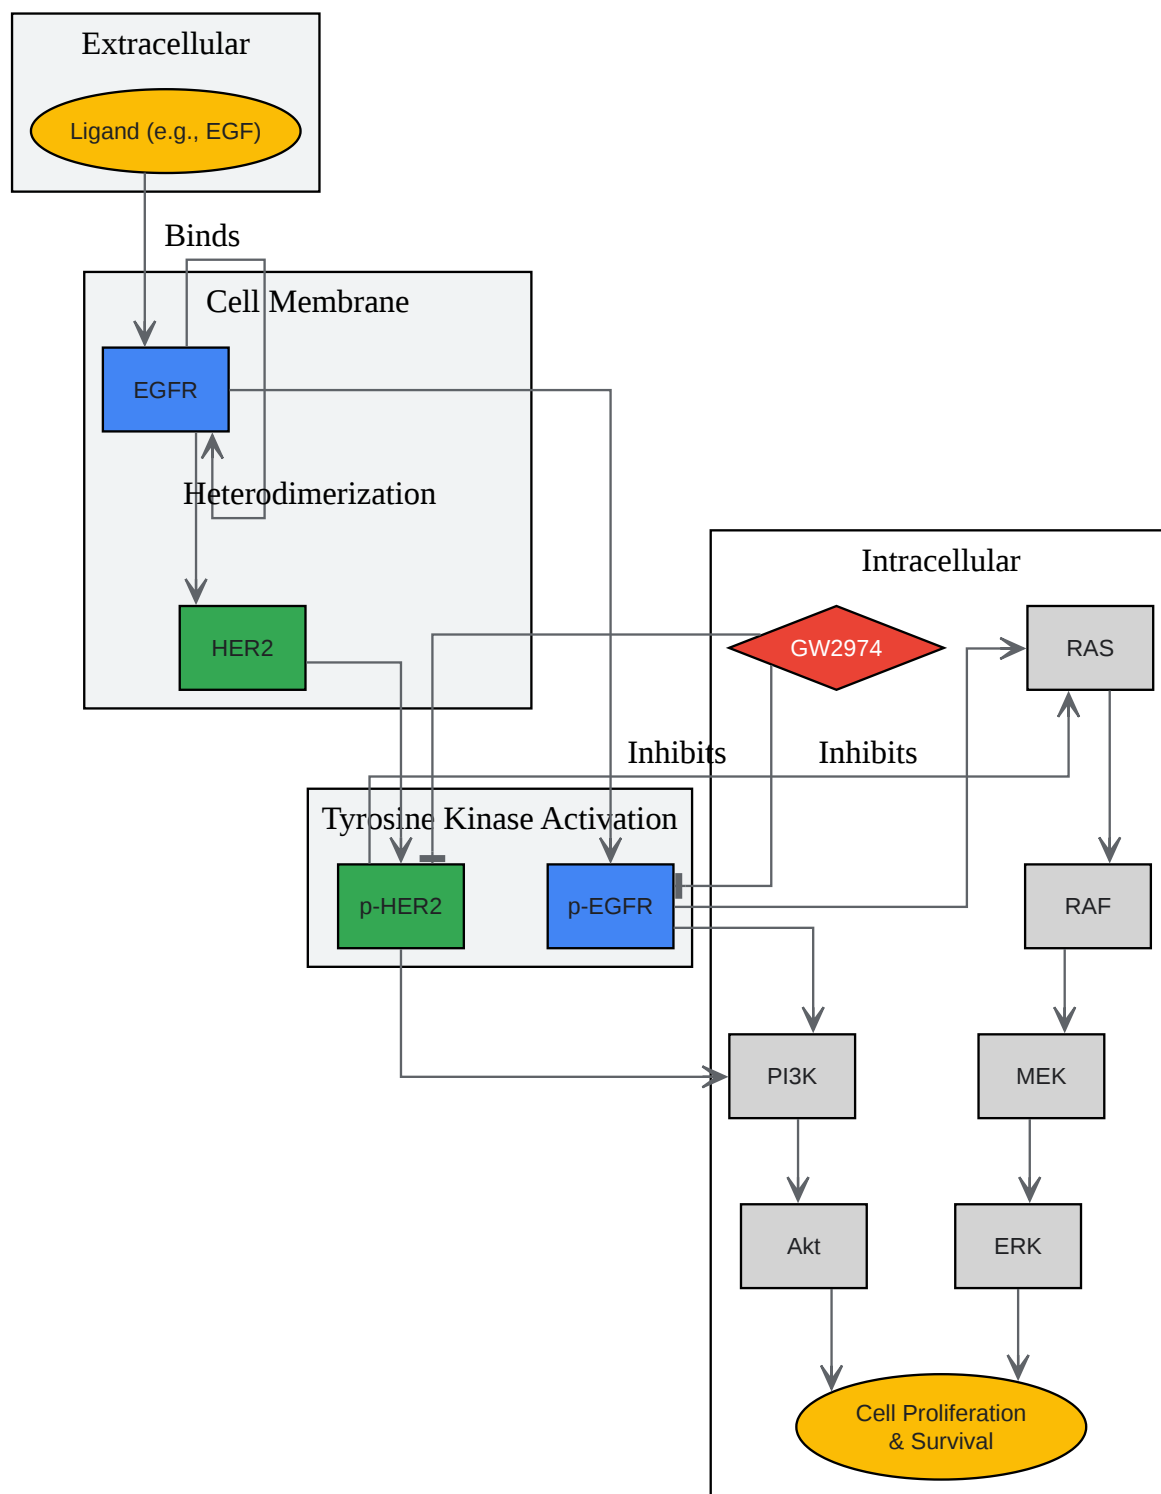 Extracellular
Ligand (e.g., EGF)
Binds
Cell Membrane
EGFR
Heterodimerization
HER2
Intracellular
GW2974
RAS
Inhibits
Inhibits
Tyrosine Kinase Activation
p-HER2
p-EGFR
RAF
PI3K
MEK
Akt
ERK
Cell Proliferation
& Survival